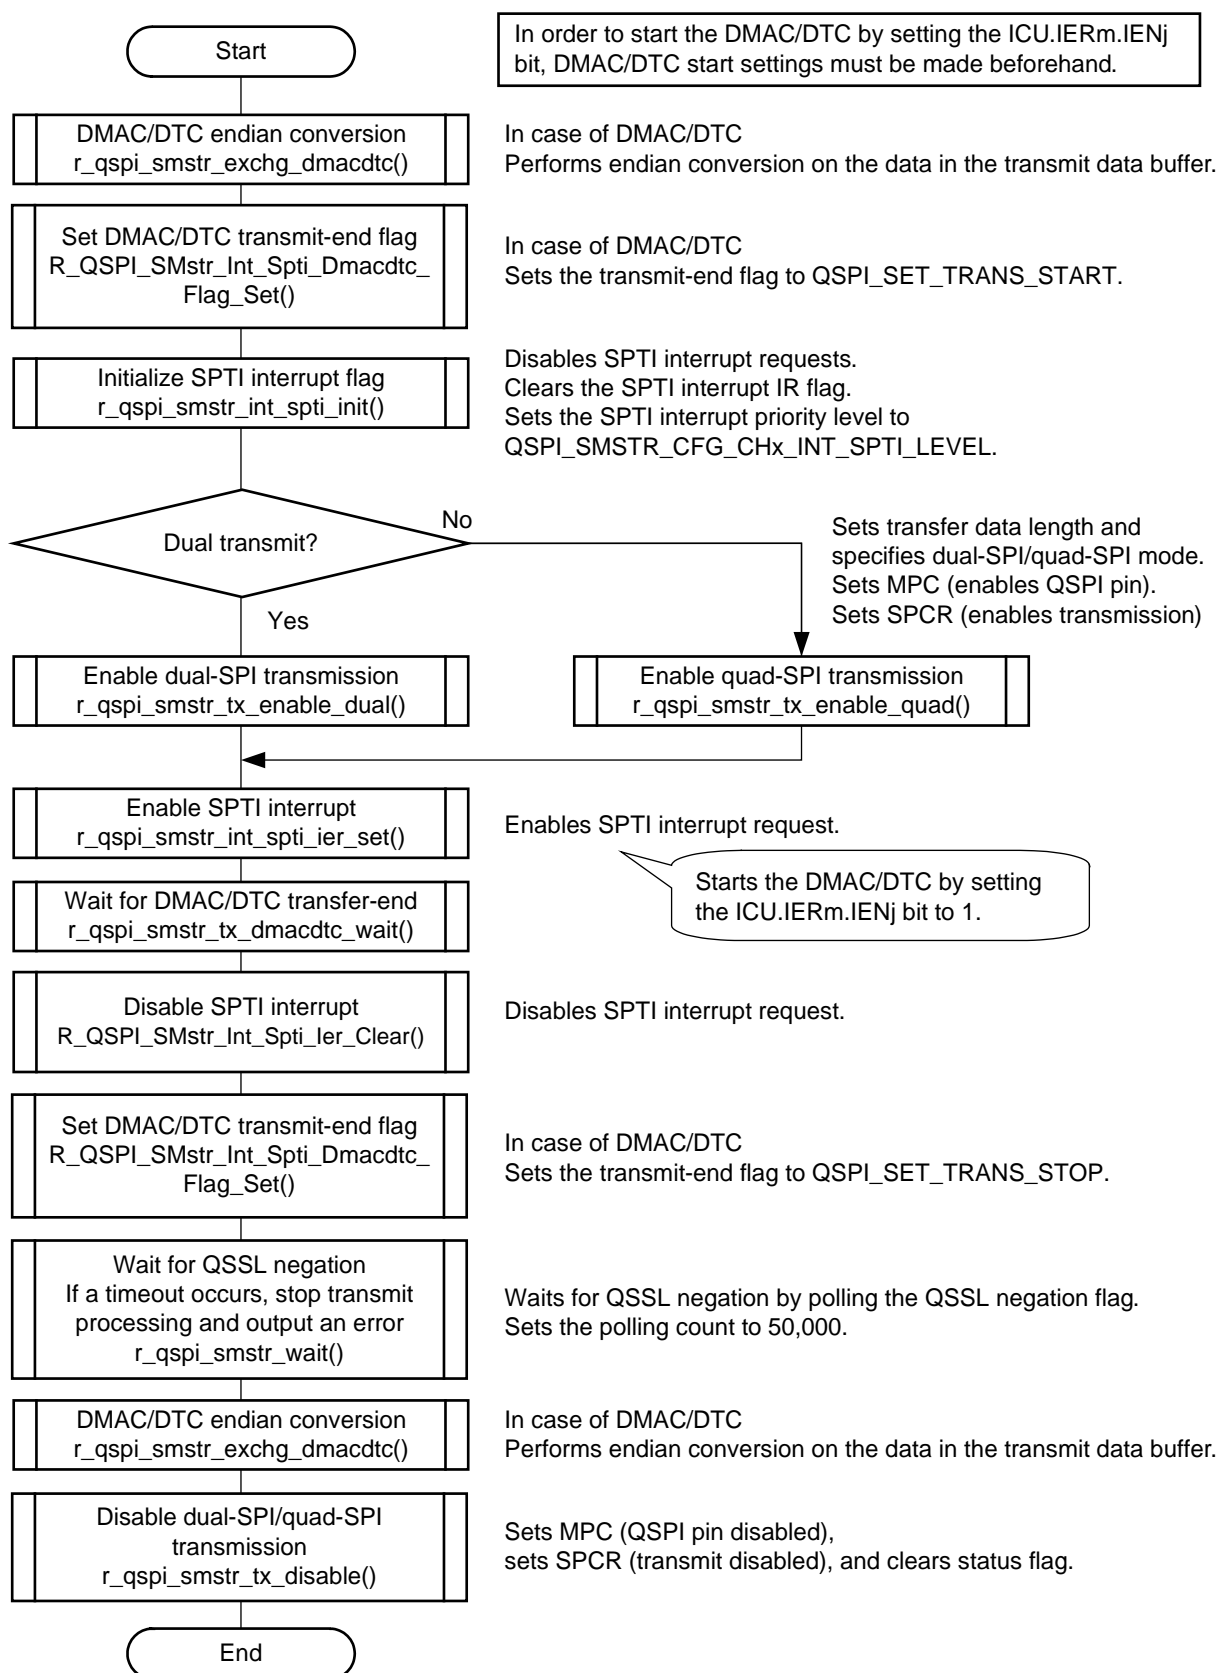 Start
In order to start the DMAC/DTC by setting the ICU.IERm.IENj
bit, DMAC/DTC start settings must be made beforehand.
DMAC/DTC endian conversion
r_qspi_smstr_exchg_dmacdtc()
In case of DMAC/DTC
Performs endian conversion on the data in the transmit data buffer.
Set DMAC/DTC transmit-end flag
R_QSPI_SMstr_Int_Spti_Dmacdtc_
Flag_Set()
In case of DMAC/DTC
Sets the transmit-end flag to QSPI_SET_TRANS_START.
Initialize SPTI interrupt flag
r_qspi_smstr_int_spti_init()
Disables SPTI interrupt requests.
Clears the SPTI interrupt IR flag.
Sets the SPTI interrupt priority level to
QSPI_SMSTR_CFG_CHx_INT_SPTI_LEVEL.
Dual transmit?
No
Yes
Sets transfer data length and
specifies dual-SPI/quad-SPI mode.
Sets MPC (enables QSPI pin).
Sets SPCR (enables transmission)
Enable dual-SPI transmission
r_qspi_smstr_tx_enable_dual()
Enable quad-SPI transmission
r_qspi_smstr_tx_enable_quad()
Enable SPTI interrupt
r_qspi_smstr_int_spti_ier_set()
Enables SPTI interrupt request.
Starts the DMAC/DTC by setting
the ICU.IERm.IENj bit to 1.
Wait for DMAC/DTC transfer-end
r_qspi_smstr_tx_dmacdtc_wait()
Disable SPTI interrupt
R_QSPI_SMstr_Int_Spti_Ier_Clear()
Disables SPTI interrupt request.
Set DMAC/DTC transmit-end flag
R_QSPI_SMstr_Int_Spti_Dmacdtc_
Flag_Set()
In case of DMAC/DTC
Sets the transmit-end flag to QSPI_SET_TRANS_STOP.
Wait for QSSL negation
If a timeout occurs, stop transmit
processing and output an error
r_qspi_smstr_wait()
Waits for QSSL negation by polling the QSSL negation flag.
Sets the polling count to 50,000.
DMAC/DTC endian conversion
r_qspi_smstr_exchg_dmacdtc()
In case of DMAC/DTC
Performs endian conversion on the data in the transmit data buffer.
Disable dual-SPI/quad-SPI
transmission
r_qspi_smstr_tx_disable()
Sets MPC (QSPI pin disabled),
sets SPCR (transmit disabled), and clears status flag.
End